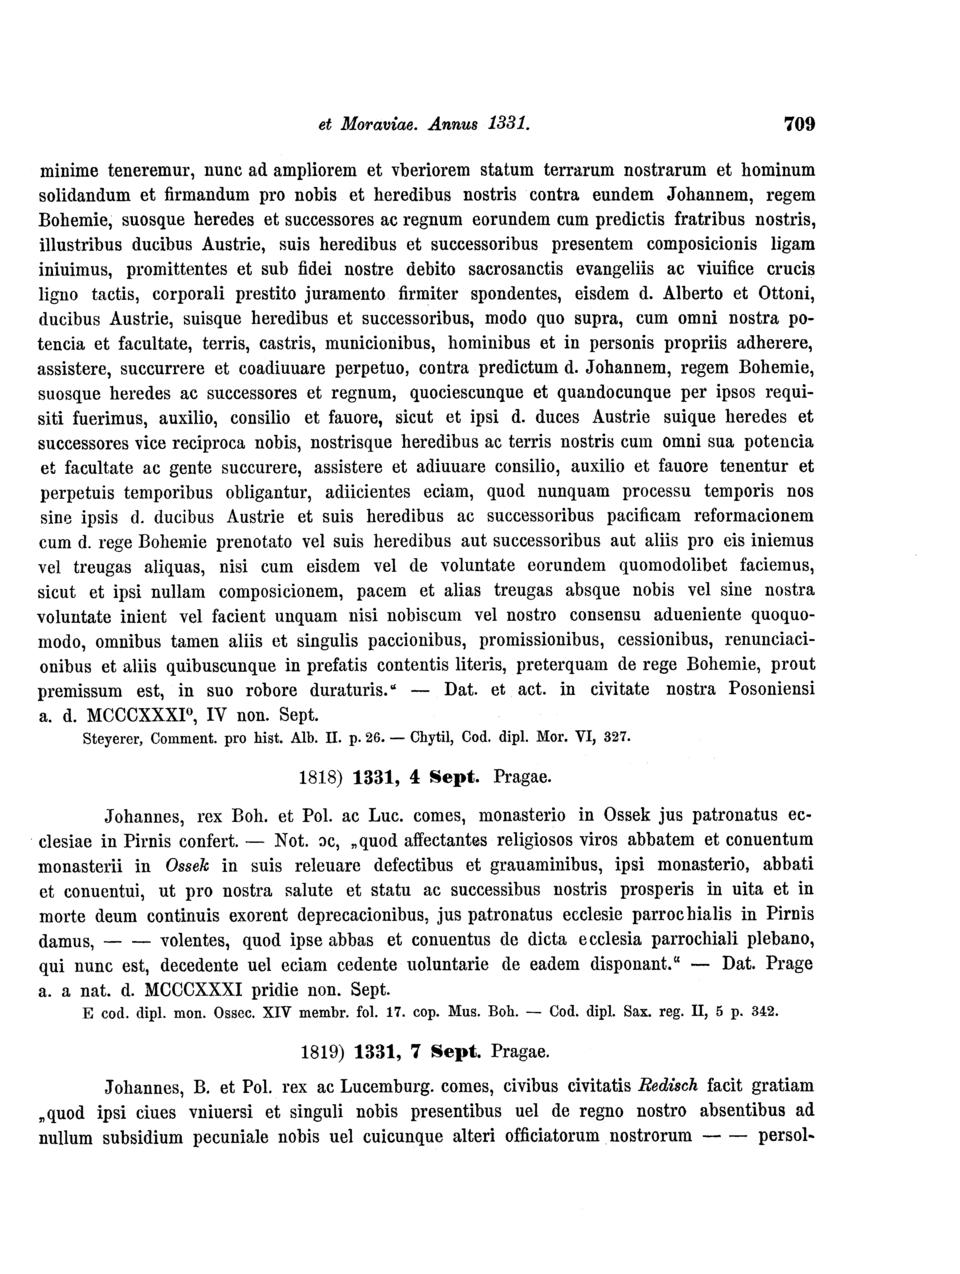 et Moraviae. Annus 1331. 709
minime teneremur, nunc ad ampliorem et vberiorem statum terrarum nostrarum et hominum
solidandum et firmandum pro nobis et heredibus nostris contra eundem Johannem, regem
Bohemie, suosque heredes et successores ac regnum eorundem cum predictis fratribus nostris,
illustribus ducibus Austrie, suis heredibus et successoribus presentem composicionis ligam
iniuimus, promittentes et sub fidei nostre debito sacrosanctis evangeliis ac viuifice crucis
ligno tactis, corporali prestito juramento firmiter spondentes, eisdem d. Alberto et Ottoni,
ducibus Austrie, suisque heredibus et successoribus, modo quo supra, cum omni nostra po-
tencia et facultate, terris, castris, municionibus, hominibus et in personis propriis adherere,
assistere, succurrere et coadiuuare perpetuo, contra predictum d. Johannem, regem Bohemie,
suosque heredes ac successores et regnum, quociescunque et quandocunque per ipsos requi-
siti fuerimus, auxilio, consilio et fauore, sicut et ipsi d. duces Austrie suique heredes et
successores vice reciproca nobis, nostrisque heredibus ac terris nostris cum omni sua potencia
et facultate ac gente succurere, assistere et adiuuare consilio, auxilio et fauore tenentur et
perpetuis temporibus obligantur, adiicientes eciam, quod nunquam processu temporis nos
sine ipsis d. ducibus Austrie et suis heredibus ac successoribus pacificam reformacionem
cum d. rege Bohemie prenotato vel suis heredibus aut successoribus aut aliis pro eis iniemus
vel treugas aliquas, nisi cum eisdem vel de voluntate eorundem quomodolibet faciemus,
sicut et ipsi nullam composicionem, pacem et alias treugas absque nobis vel sine nostra
voluntate inient vel facient unquam nisi nobiscum vel nostro consensu adueniente quoquo-
modo, omnibus tamen aliis et singulis paccionibus, promissionibus, cessionibus, renunciaci-
onibus et aliis quibuscunque in prefatis contentis literis, preterquam de rege Bohemie, prout
premissum est, in suo robore duraturis.“ — Dat. et act. in civitate nostra Posoniensi
a. d. MCCCXXXI⁰, IV non. Sept.
Steyerer, Comment. pro hist. Alb. II. p. 26. — Chytil, Cod. dipl. Mor. VI, 327.
1818) 1331, 4 Sept. Pragae.
Johannes, rex Boh. et Pol. ac Luc. comes, monasterio in Ossek jus patronatus ec-
clesiae in Pirnis confert. — Not. ɔc, „quod affectantes religiosos viros abbatem et conuentum
monasterii in Ossek in suis releuare defectibus et grauaminibus, ipsi monasterio, abbati
et conuentui, ut pro nostra salute et statu ac successibus nostris prosperis in uita et in
morte deum continuis exorent deprecacionibus, jus patronatus ecclesie parrochialis in Pirnis
damus, — — volentes, quod ipse abbas et conuentus de dicta ecclesia parrochiali plebano,
qui nunc est, decedente uel eciam cedente uoluntarie de eadem disponant.“ — Dat. Prage
a. a nat. d. MCCCXXXI pridie non. Sept.
E cod. dipl. mon. Ossec. XIV membr. fol. 17. cop. Mus. Boh. — Cod. dipl. Sax. reg. II, 5 p. 342.
1819) 1331, 7 Sept. Pragae.
Johannes, B. et Pol. rex ac Lucemburg. comes, civibus civitatis Redisch facit gratiam
„quod ipsi ciues vniuersi et singuli nobis presentibus uel de regno nostro absentibus ad
nullum subsidium pecuniale nobis uel cuicunque alteri officiatorum nostrorum — — persol-